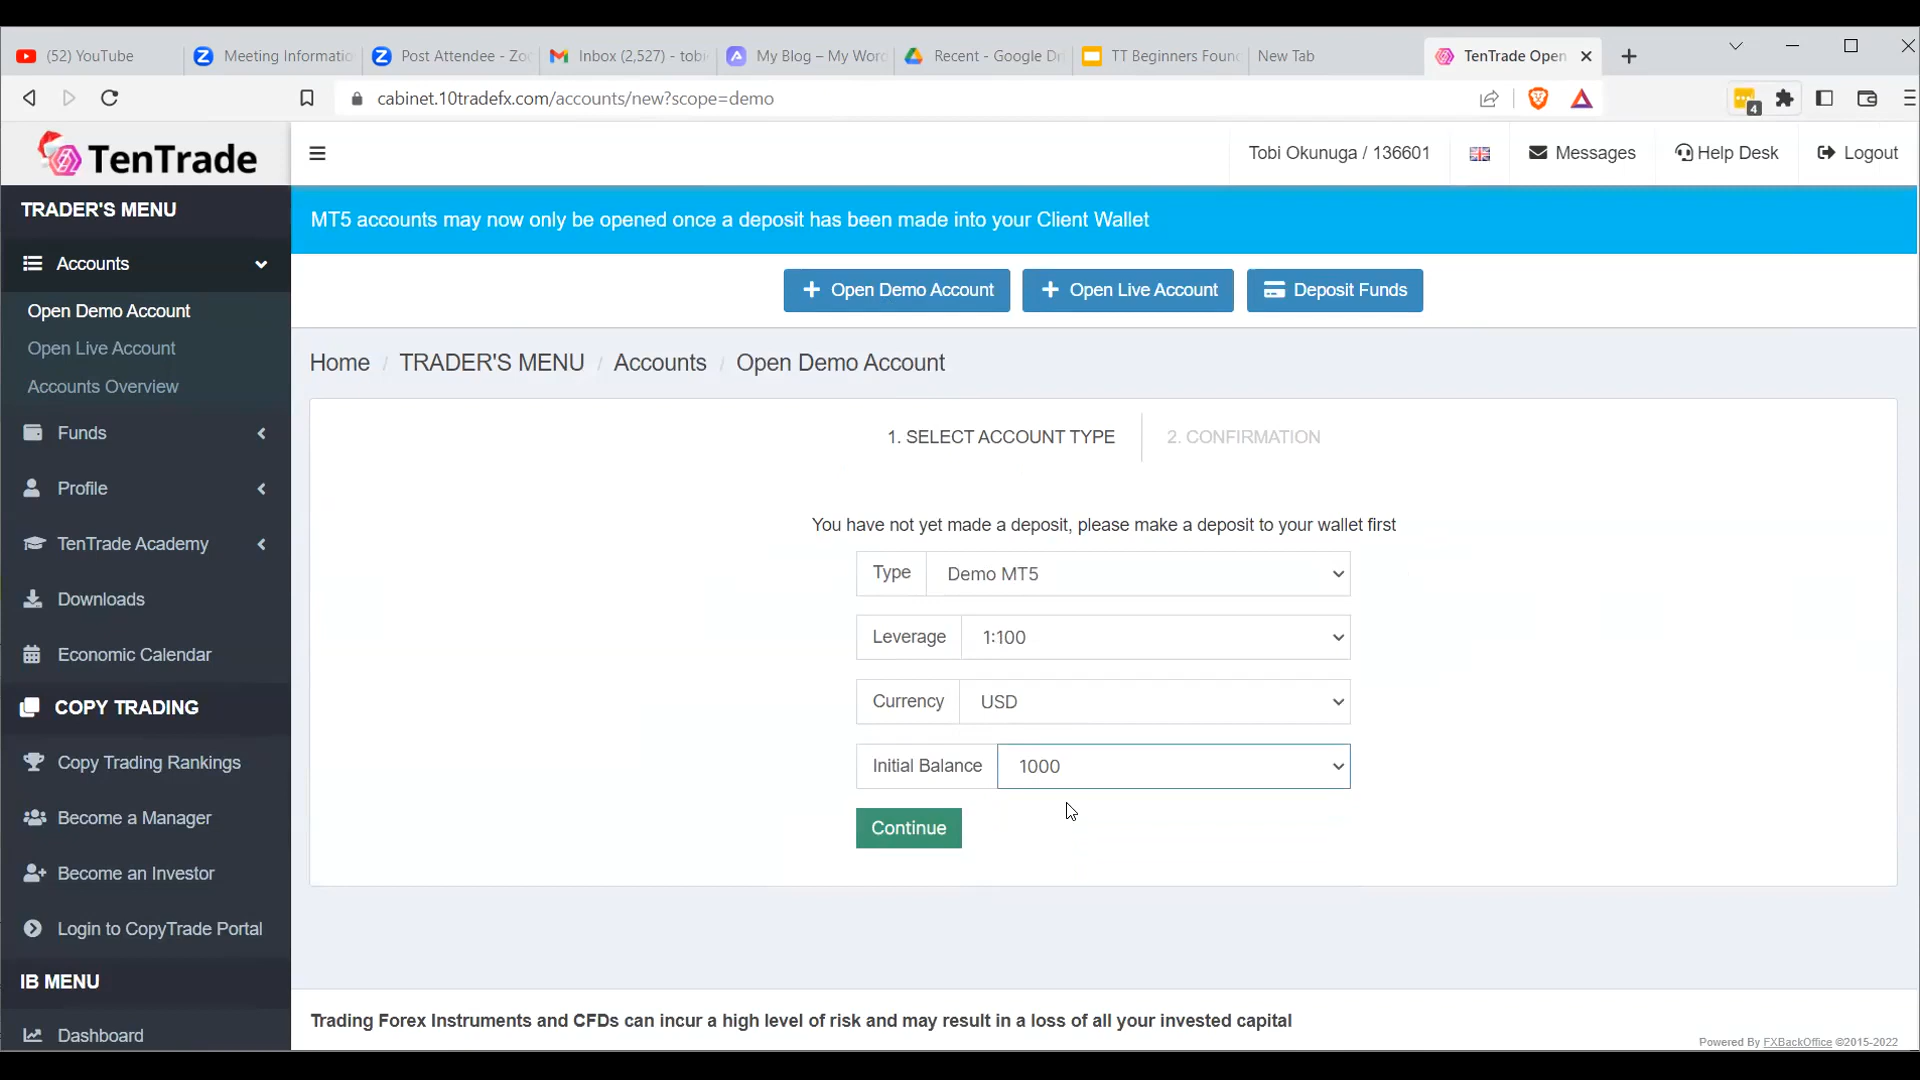 (52) YouTube
Meeting Informatio
Post Attendee - Zoo
Inbox (2,527) - tobi
My Blog – My Word
Recent - Google Dr
TT Beginners Foun
New Tab
TenTrade Open
cabinet.10tradefx.com/accounts/new?scope=demo
4
TenTrade
Tobi Okunuga / 136601
Messages
Help Desk
Logout
TRADER'S MENU
MT5 accounts may now only be opened once a deposit has been made into your Client Wallet
Accounts
Open Demo Account
Open Live Account
Accounts Overview
Funds
Profile
TenTrade Academy
Downloads
Economic Calendar
COPY TRADING
Copy Trading Rankings
Become a Manager
Become an Investor
Login to CopyTrade Portal
IB MENU
Dashboard
Open Demo Account
Open Live Account
Deposit Funds
Home / TRADER'S MENU / Accounts / Open Demo Account
1. SELECT ACCOUNT TYPE
2. CONFIRMATION
You have not yet made a deposit, please make a deposit to your wallet first
Type Demo MT5
Leverage 1:100
Currency USD
Initial Balance 1000
Continue
Trading Forex Instruments and CFDs can incur a high level of risk and may result in a loss of all your invested capital
Powered By FXBackOffice ©2015-2022